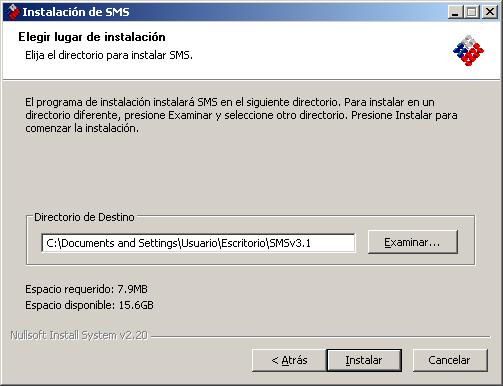 Instalación de SMS
Elegir lugar de instalación
Elija el directorio para instalar SMS.
El programa de instalación instalará SMS en el siguiente directorio. Para instalar en un
directorio diferente, presione Examinar y seleccione otro directorio. Presione Instalar para
comenzar la instalación.
Directorio de Destino
C:\Documents and Settings\Usuario\Escritorio\SMSv3.1
Examinar...
Espacio requerido: 7.9MB
Espacio disponible: 15.6GB
Nullsoft Install System v2.20
< Atrás
Instalar
Cancelar